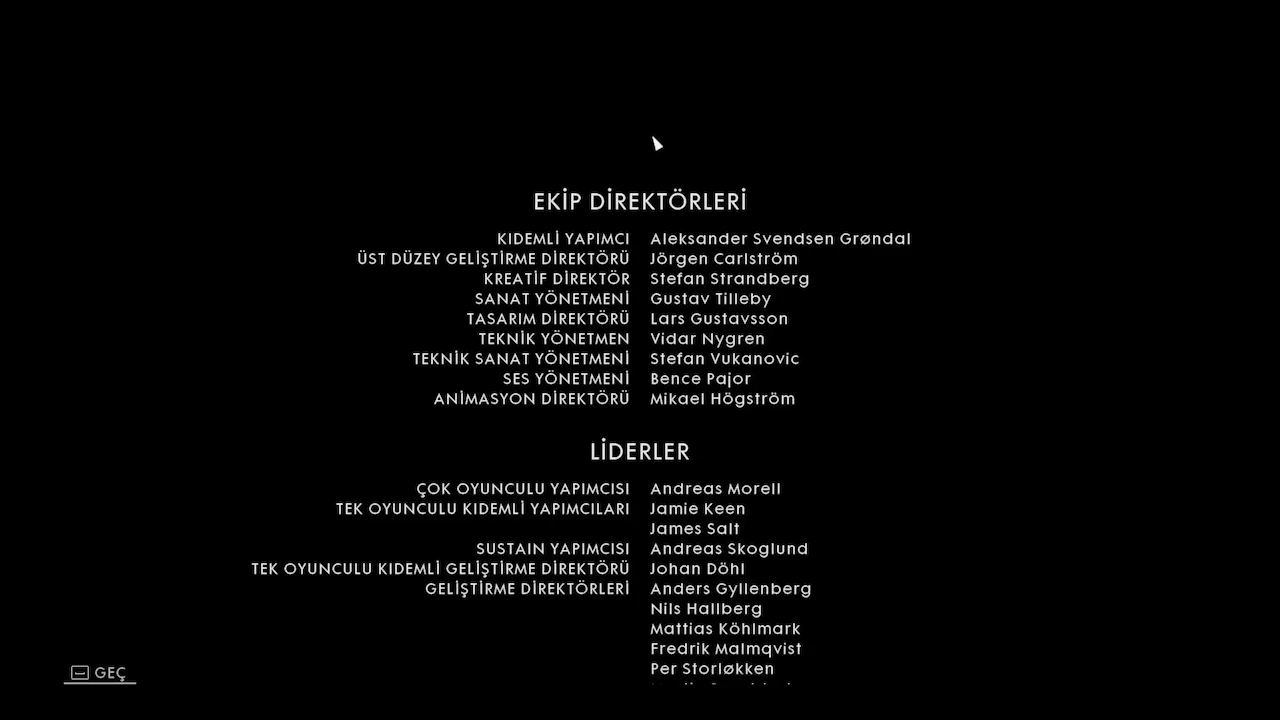 EKİP DİREKTÖRLERİ
KIDEMLİ YAPIMCI Aleksander Svendsen Grøndal
ÜST DÜZEY GELİŞTİRME DİREKTÖRÜ Jörgen Carlström
KREATİF DİREKTÖR Stefan Strandberg
SANAT YÖNETMENİ Gustav Tilleby
TASARIM DİREKTÖRÜ Lars Gustavsson
TEKNİK YÖNETMEN Vidar Nygren
TEKNİK SANAT YÖNETMENİ Stefan Vukanovic
SES YÖNETMENİ Bence Pajor
ANİMASYON DİREKTÖRÜ Mikael Högström
LİDERLER
ÇOK OYUNCULU YAPIMCISI Andreas Morell
TEK OYUNCULU KIDEMLİ YAPIMCILARI Jamie Keen
James Salt
SUSTAIN YAPIMCISI Andreas Skoglund
TEK OYUNCULU KIDEMLİ GELİŞTİRME DİREKTÖRÜ Johan Döhl
GELİŞTİRME DİREKTÖRLERİ Anders Gyllenberg
Nils Hallberg
Mattias Köhlmark
Fredrik Malmqvist
Per Storløkken
GEÇ